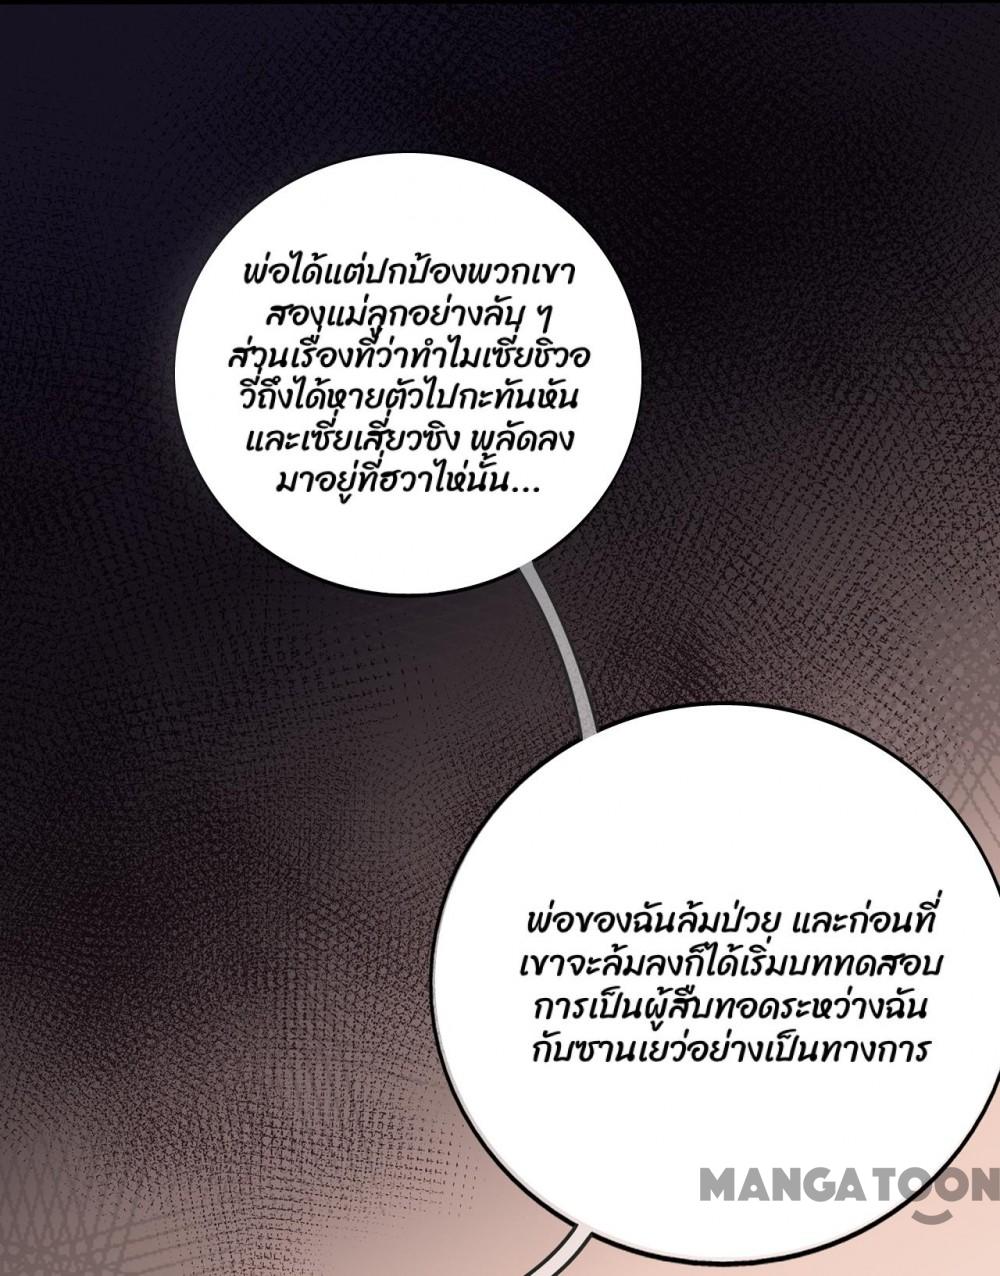 พ่อได้แต่ปกป้องพวกเขา
สองแม่ลูกอย่างลับ ๆ
ส่วนเรื่องที่ว่าทำไมเซี่ยชิวอ
วี่ถึงได้หายตัวไปกะทันหัน
และเซี่ยเสี่ยวซิง พลัดลง
มาอยู่ที่ฮวาไห่นั้น...
พ่อของฉันล้มป่วย และก่อนที่
เขาจะล้มลงก็ได้เริ่มบททดสอบ
การเป็นผู้สืบทอดระหว่างฉัน
กับซานเยว่อย่างเป็นทางการ
MANGATOON